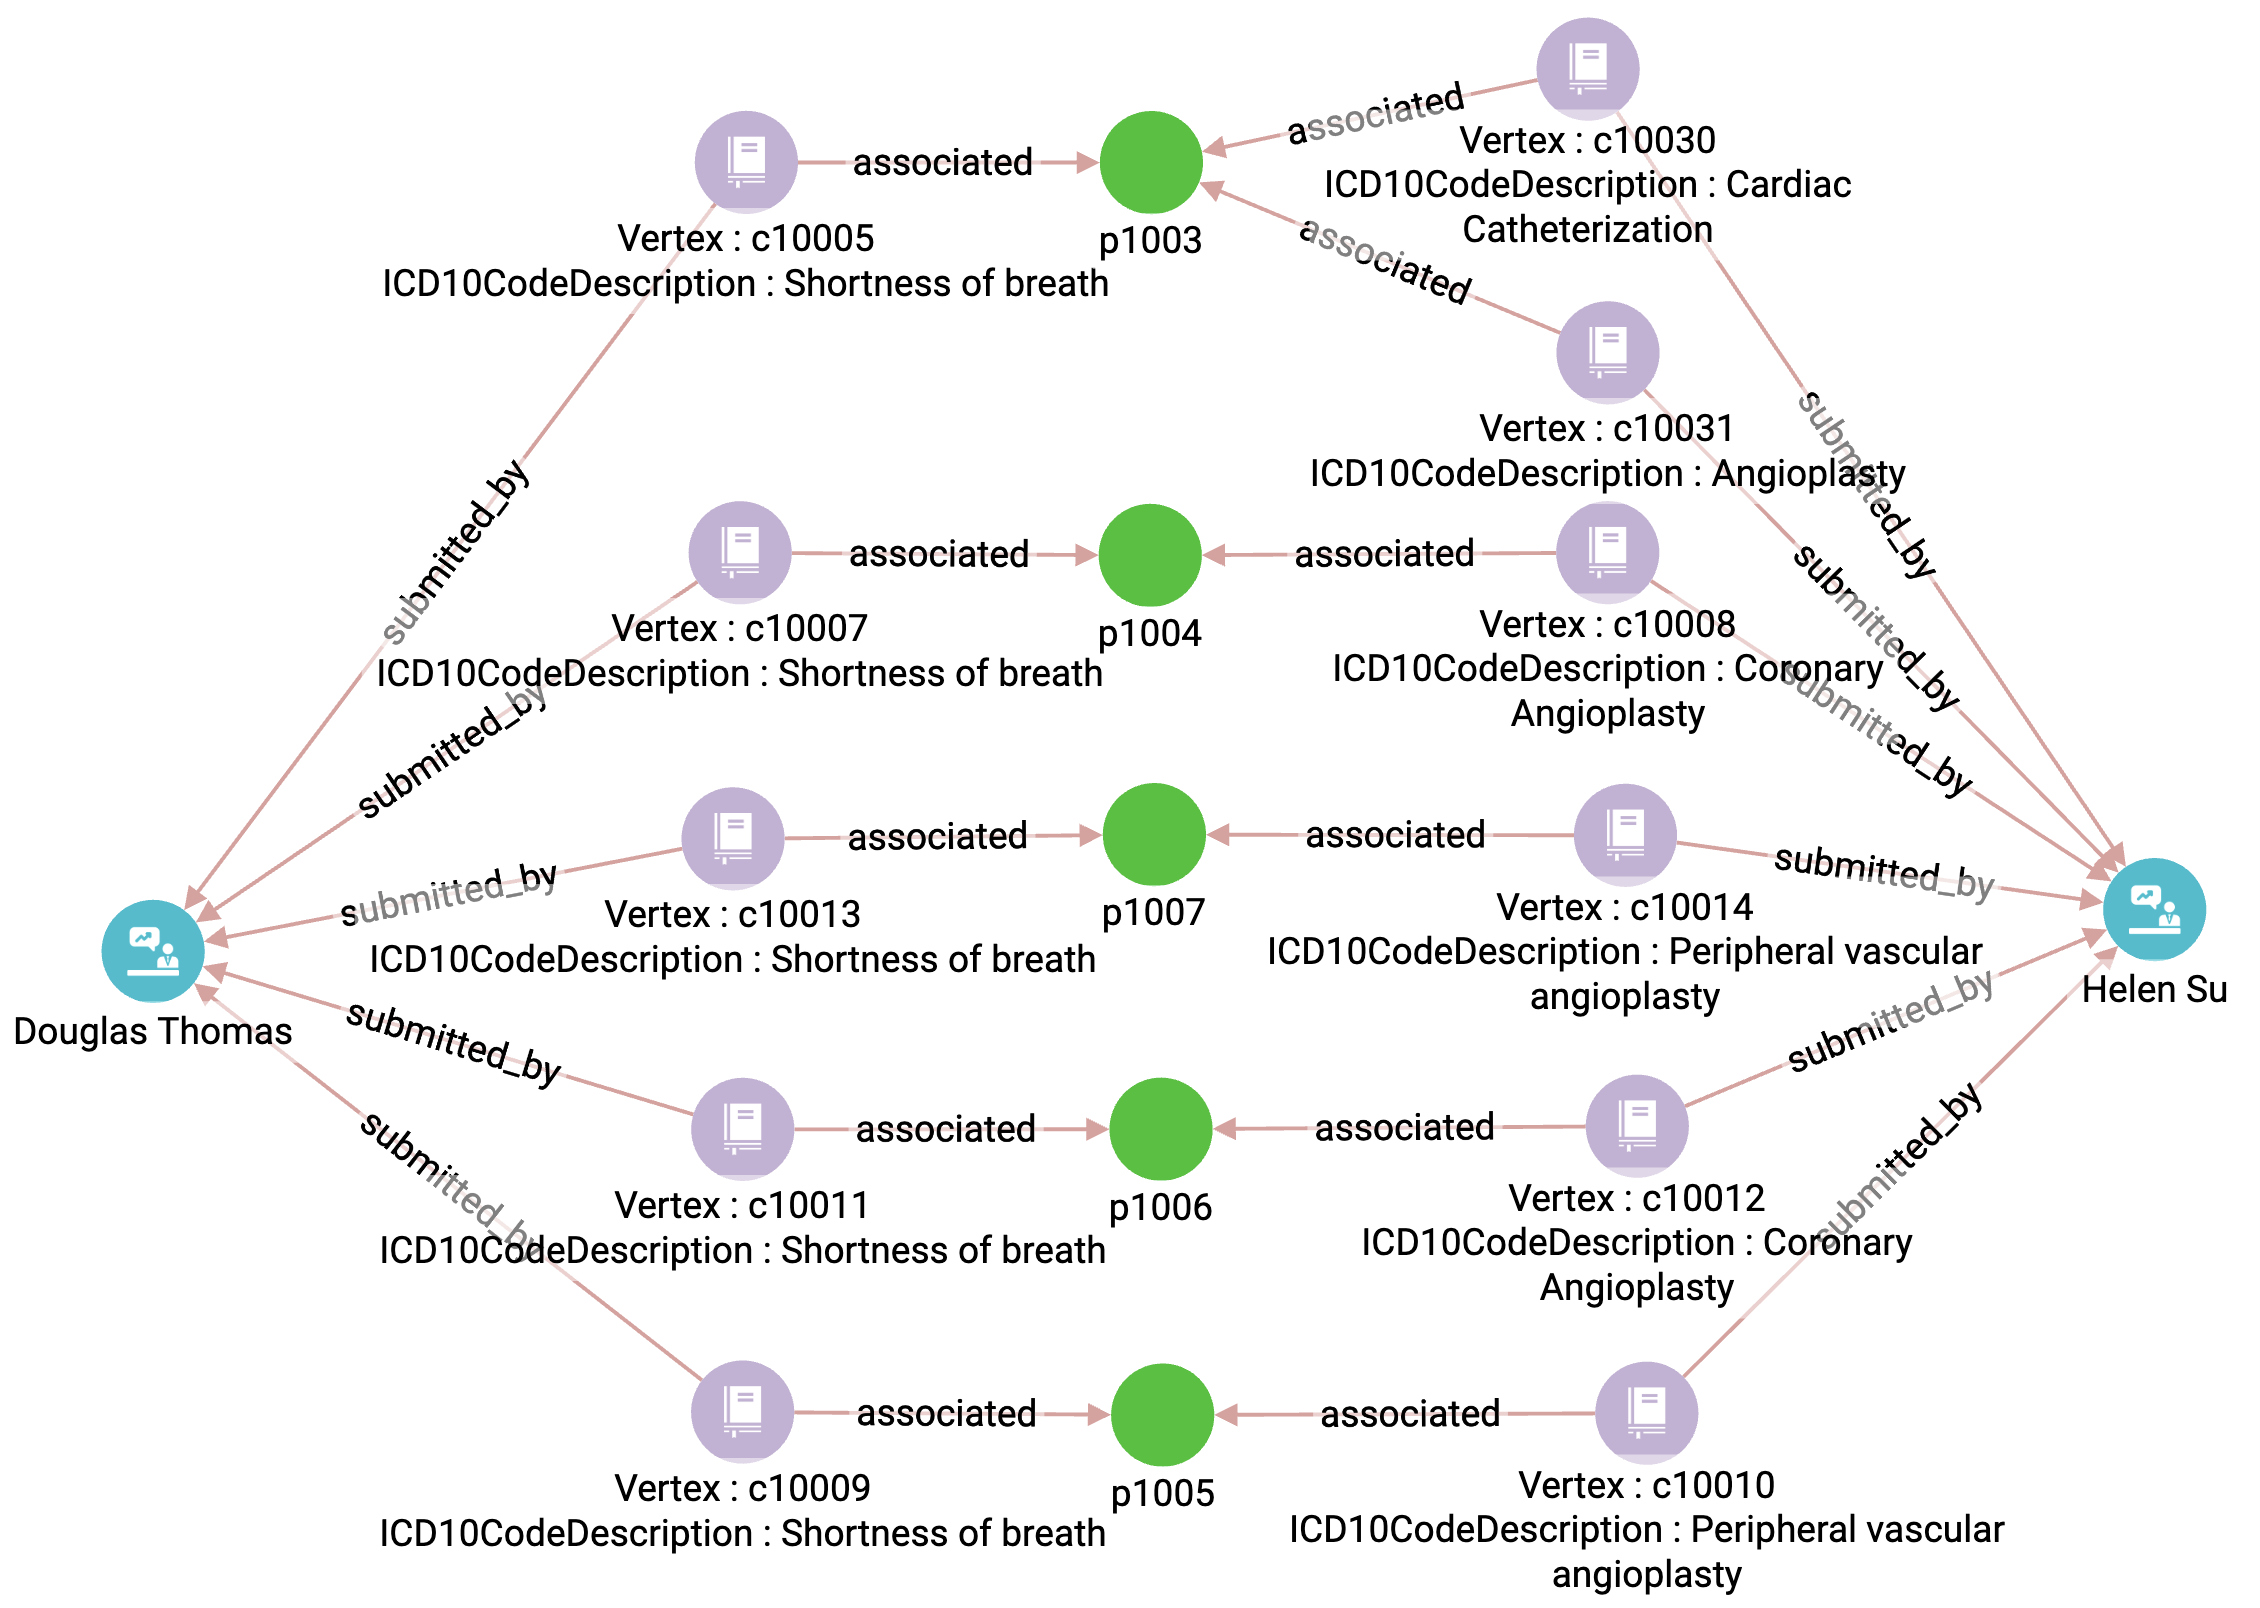 associated
Vertex : c10030
ICD10CodeDescription : Cardiac
Catheterization
associated
Vertex : c10005
ICD10CodeDescription : Shortness of breath
p1003
associated
submitted_by
Vertex : c10031
ICD10CodeDescription : Angioplasty
submitted_by
submitted_by
associated
associated
Vertex : c10007
ICD10CodeDescription : Shortness of breath
p1004
Vertex : c10008
ICD10CodeDescription : Coronary
Angioplasty
submitted_by
submitted_by
submitted_by
associated
associated
submitted_by
submitted_by
Vertex : c10013
ICD10CodeDescription : Shortness of breath
p1007
Vertex : c10014
ICD10CodeDescription : Peripheral vascular
angioplasty
Douglas Thomas
Helen Su
submitted_by
submitted_by
associated
associated
Vertex : c10011
ICD10CodeDescription : Shortness of breath
p1006
Vertex : c10012
ICD10CodeDescription : Coronary
Angioplasty
submitted_by
submitted_by
associated
associated
Vertex : c10009
ICD10CodeDescription : Shortness of breath
p1005
Vertex : c10010
ICD10CodeDescription : Peripheral vascular
angioplasty